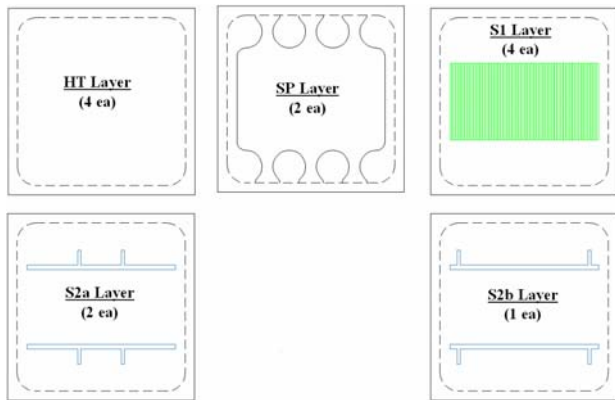 HT Layer
(4 ea)
SP Layer
(2 ea)
S1 Layer
(4 ea)
S2a Layer
(2 ea)
S2b Layer
(1 ea)